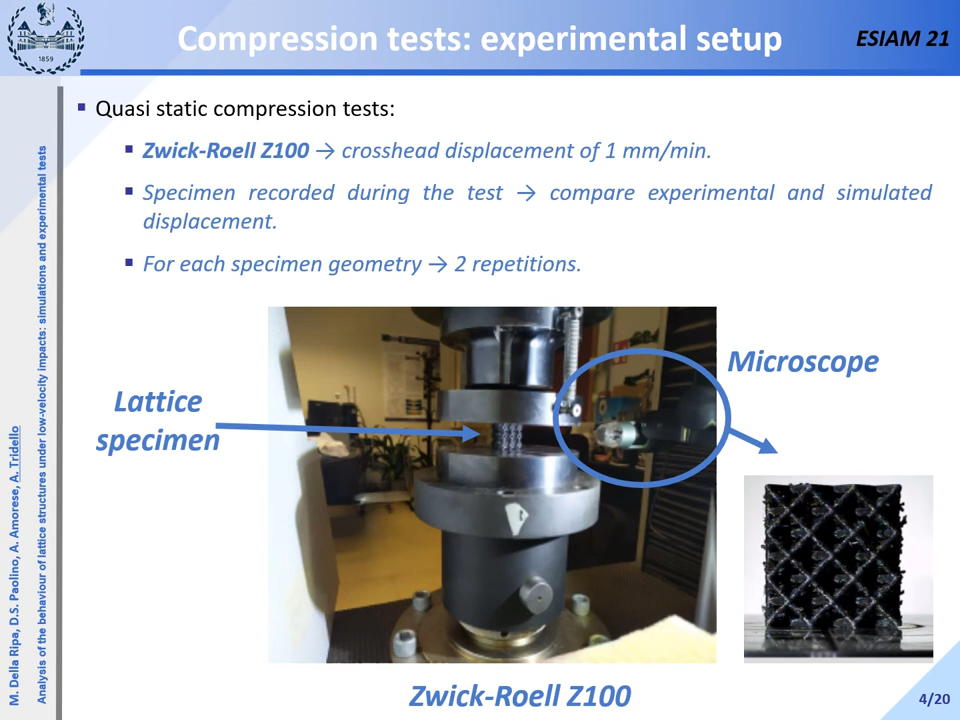 Compression tests: experimental setup
ESIAM 21
1859
▪ Quasi static compression tests:
▪ Zwick-Roell Z100 → crosshead displacement of 1 mm/min.
▪ Specimen recorded during the test → compare experimental and simulated
displacement.
▪ For each specimen geometry → 2 repetitions.
Lattice
specimen
Microscope
Zwick-Roell Z100
M. Della Ripa, D.S. Paolino, A. Amorese, A. Tridello
Analysis of the behaviour of lattice structures under low-velocity impacts: simulations and experimental tests
4/20